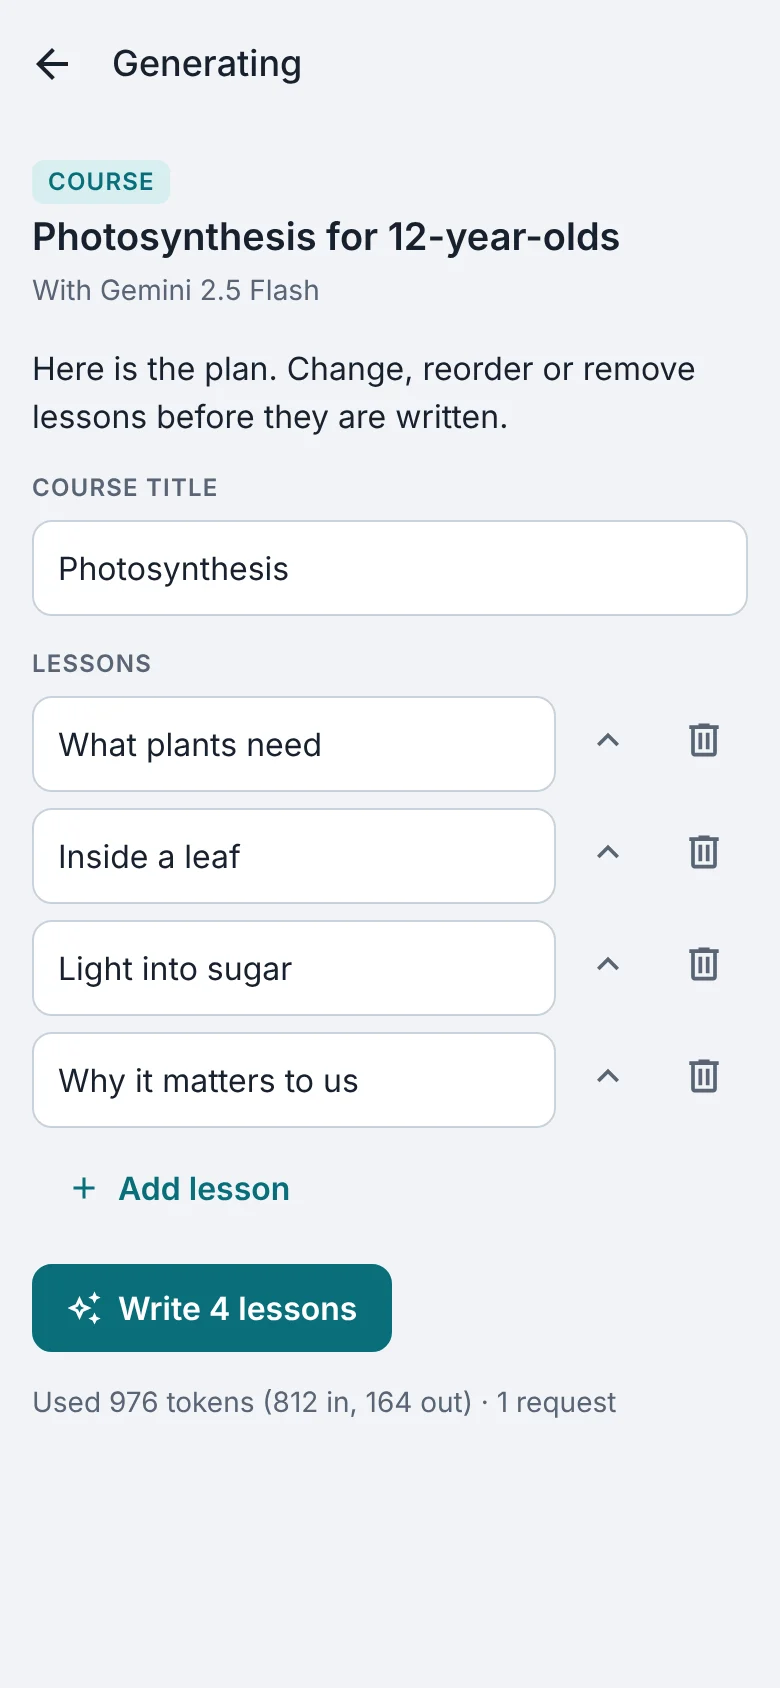 Generating
COURSE
Photosynthesis for 12-year-olds
With Gemini 2.5 Flash
Here is the plan. Change, reorder or remove
lessons before they are written.
COURSE TITLE
Photosynthesis
LESSONS
What plants need
Inside a leaf
Light into sugar
Why it matters to us
Add lesson
Write 4 lessons
Used 976 tokens (812 in, 164 out) · 1 request